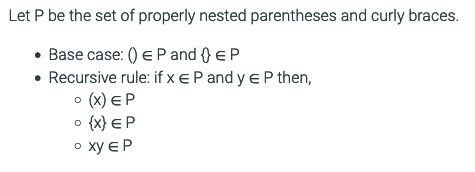 Let P be the set of properly nested parentheses and curly braces.
• Base case: () ∈ P and {} ∈ P
• Recursive rule: if x ∈ P and y ∈ P then,
○ (x) ∈ P
○ {x} ∈ P
○ xy ∈ P